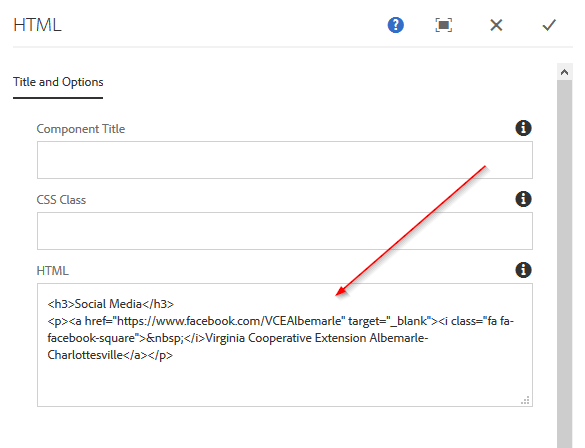 HTML
Title and Options
Component Title
CSS Class
HTML
<h3>Social Media</h3>
<p><a href="https://www.facebook.com/VCEAlbemarle" target="_blank"><i class="fa fa-
facebook-square">&nbsp;</i>Virginia Cooperative Extension Albemarle-
Charlottesville</a></p>